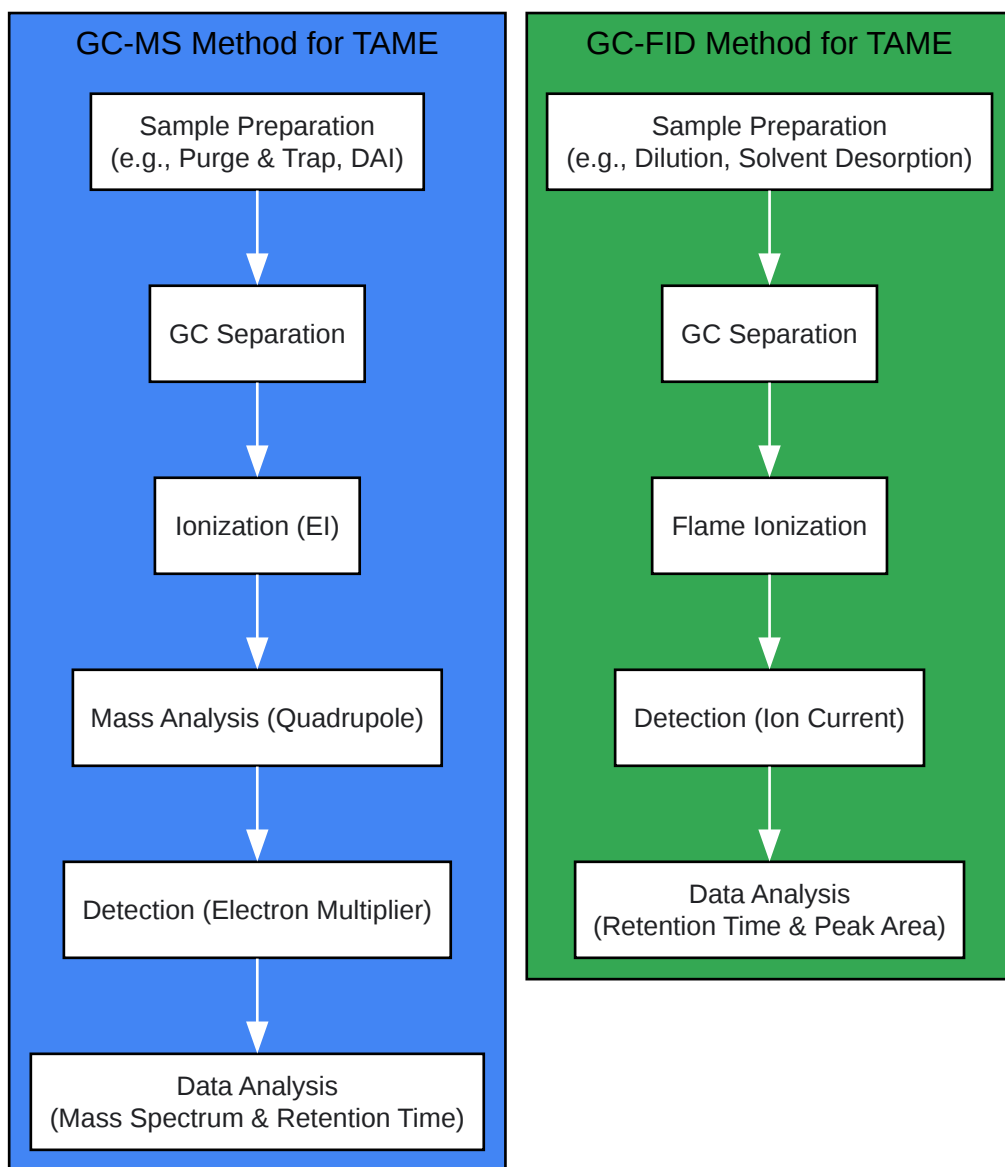 GC-MS Method for TAME
Sample Preparation
(e.g., Purge & Trap, DAI)
GC Separation
Ionization (EI)
Mass Analysis (Quadrupole)
Detection (Electron Multiplier)
Data Analysis
(Mass Spectrum & Retention Time)
GC-FID Method for TAME
Sample Preparation
(e.g., Dilution, Solvent Desorption)
GC Separation
Flame Ionization
Detection (Ion Current)
Data Analysis
(Retention Time & Peak Area)